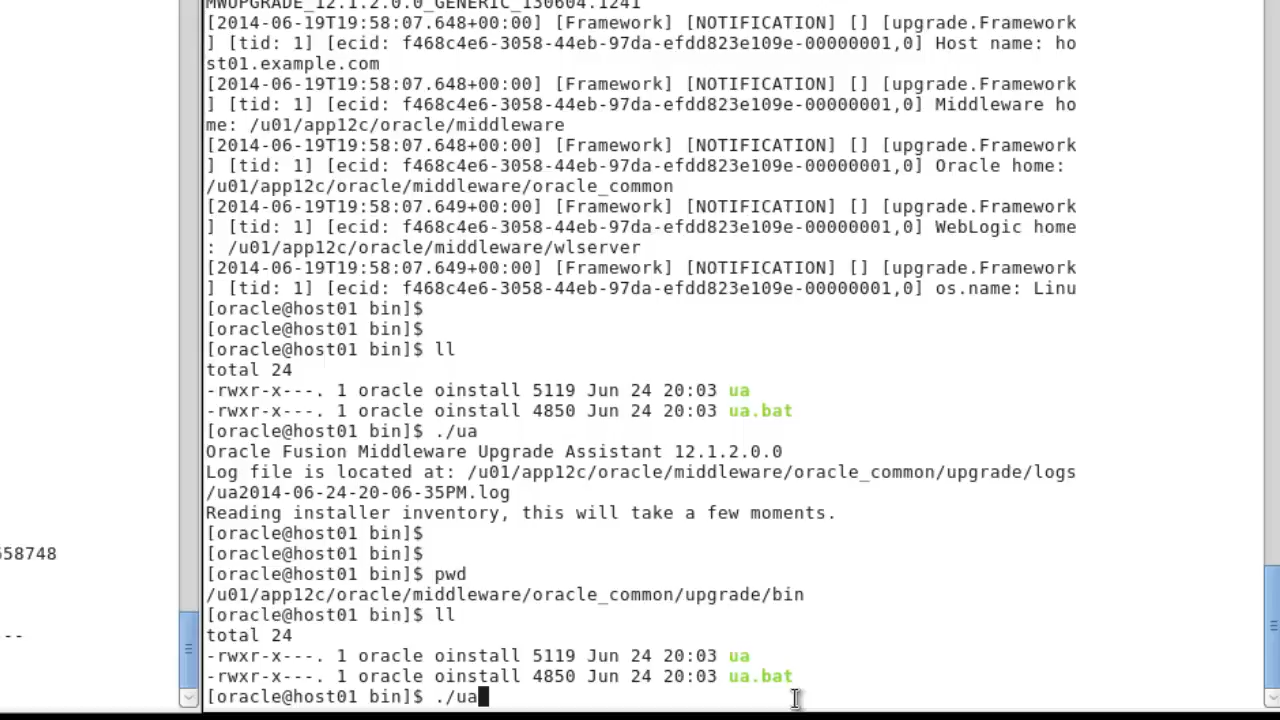 MWUPGRADE_12.1.2.0.0_GENERIC_130604.1241
[2014-06-19T19:58:07.648+00:00] [Framework] [NOTIFICATION] [] [upgrade.Framework
] [tid: 1] [ecid: f468c4e6-3058-44eb-97da-efdd823e109e-00000001,0] Host name: ho
st01.example.com
[2014-06-19T19:58:07.648+00:00] [Framework] [NOTIFICATION] [] [upgrade.Framework
] [tid: 1] [ecid: f468c4e6-3058-44eb-97da-efdd823e109e-00000001,0] Middleware ho
me: /u01/app12c/oracle/middleware
[2014-06-19T19:58:07.648+00:00] [Framework] [NOTIFICATION] [] [upgrade.Framework
] [tid: 1] [ecid: f468c4e6-3058-44eb-97da-efdd823e109e-00000001,0] Oracle home:
/u01/app12c/oracle/middleware/oracle_common
[2014-06-19T19:58:07.649+00:00] [Framework] [NOTIFICATION] [] [upgrade.Framework
] [tid: 1] [ecid: f468c4e6-3058-44eb-97da-efdd823e109e-00000001,0] WebLogic home
: /u01/app12c/oracle/middleware/wlserver
[2014-06-19T19:58:07.649+00:00] [Framework] [NOTIFICATION] [] [upgrade.Framework
] [tid: 1] [ecid: f468c4e6-3058-44eb-97da-efdd823e109e-00000001,0] os.name: Linu
[oracle@host01 bin]$
[oracle@host01 bin]$
[oracle@host01 bin]$ ll
total 24
-rwxr-x---. 1 oracle oinstall 5119 Jun 24 20:03 ua
-rwxr-x---. 1 oracle oinstall 4850 Jun 24 20:03 ua.bat
[oracle@host01 bin]$ ./ua
Oracle Fusion Middleware Upgrade Assistant 12.1.2.0.0
Log file is located at: /u01/app12c/oracle/middleware/oracle_common/upgrade/logs
/ua2014-06-24-20-06-35PM.log
Reading installer inventory, this will take a few moments.
[oracle@host01 bin]$
[oracle@host01 bin]$
[oracle@host01 bin]$ pwd
/u01/app12c/oracle/middleware/oracle_common/upgrade/bin
[oracle@host01 bin]$ ll
total 24
-rwxr-x---. 1 oracle oinstall 5119 Jun 24 20:03 ua
-rwxr-x---. 1 oracle oinstall 4850 Jun 24 20:03 ua.bat
[oracle@host01 bin]$ ./ua
58748
--